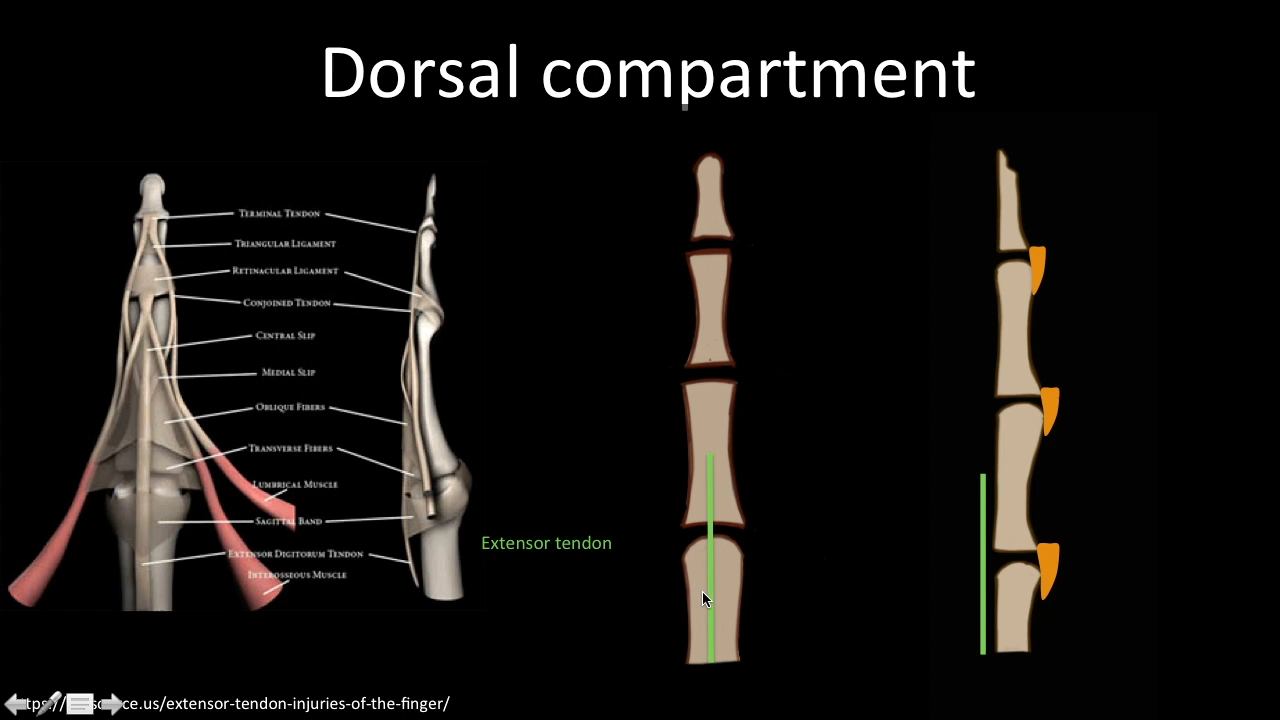 Dorsal compartment
TERMINAL TENDON
TRIANGULAR LIGAMENT
RETINACULAR LIGAMENT
CONJOINED TENDON
CENTRAL SLIP
MEDIAL SLIP
OBLIQUE FIBERS
TRANSVERSE FIBERS
LUMBRICAL MUSCLE
SAGITTAL BAND
EXTENSOR DIGITORUM TENDON
INTEROSSEOUS MUSCLE
Extensor tendon
ce.us/extensor-tendon-injuries-of-the-finger/